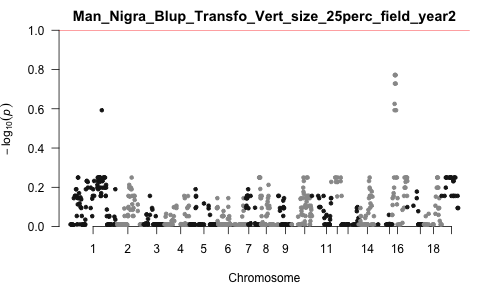 Man_Nigra_Blup_Transfo_Vert_size_25perc_field_year2
1.0
0.8
0.6
0.4
0.2
0.0
− log₁₀(p)
1 2 3 4 5 6 7 8 9 11 14 16 18
Chromosome